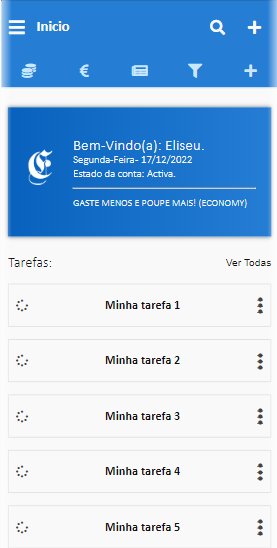 Inicio
€
Bem-Vindo(a): Eliseu.
Segunda-Feira- 17/12/2022
Estado da conta: Activa.
GASTE MENOS E POUPE MAIS! (ECONOMY)
Tarefas: Ver Todas
Minha tarefa 1
Minha tarefa 2
Minha tarefa 3
Minha tarefa 4
Minha tarefa 5